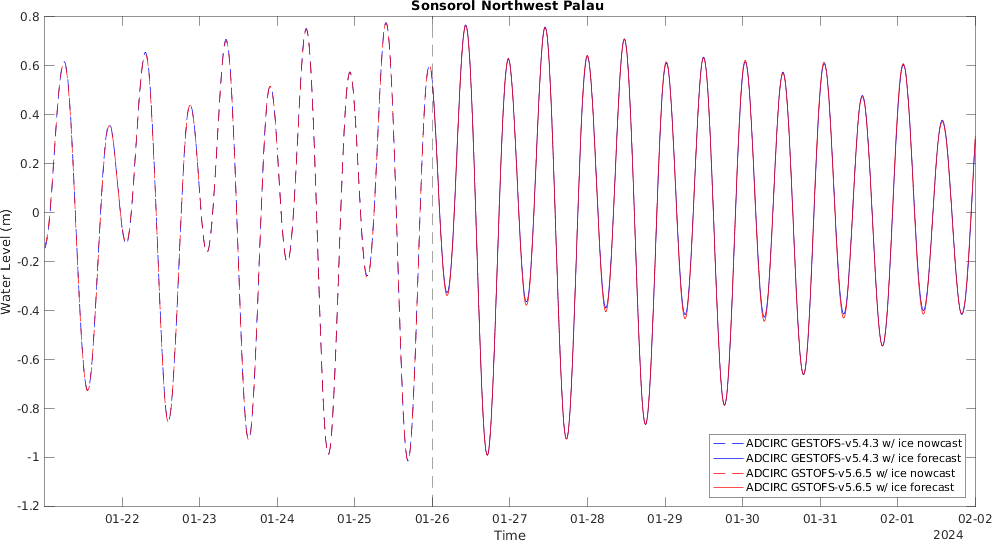 Sonsorol Northwest Palau
0.8
0.6
0.4
0.2
0
-0.2
-0.4
-0.6
-0.8
-1
-1.2
Water Level (m)
ADCIRC GESTOFS-v5.4.3 w/ ice nowcast
ADCIRC GESTOFS-v5.4.3 w/ ice forecast
ADCIRC GSTOFS-v5.6.5 w/ ice nowcast
ADCIRC GSTOFS-v5.6.5 w/ ice forecast
01-22 01-23 01-24 01-25 01-26 01-27 01-28 01-29 01-30 01-31 02-01 02-02
Time
2024